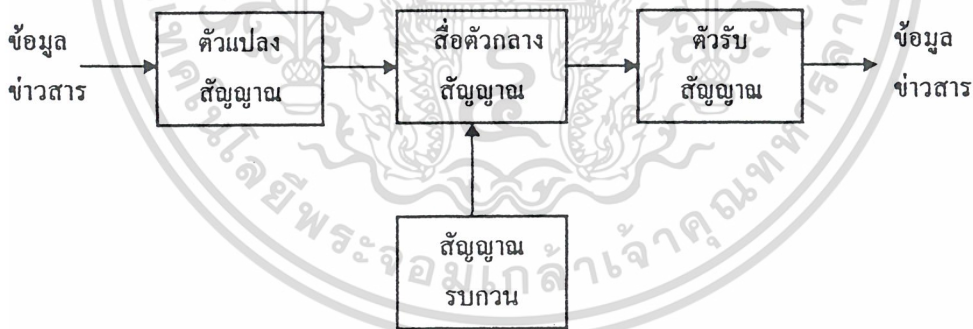 ข้อมูล
ข่าวสาร
ตัวแปลง
สัญญาณ
สื่อตัวกลาง
สัญญาณ
ตัวรับ
สัญญาณ
ข้อมูล
ข่าวสาร
สัญญาณ
รบกวน